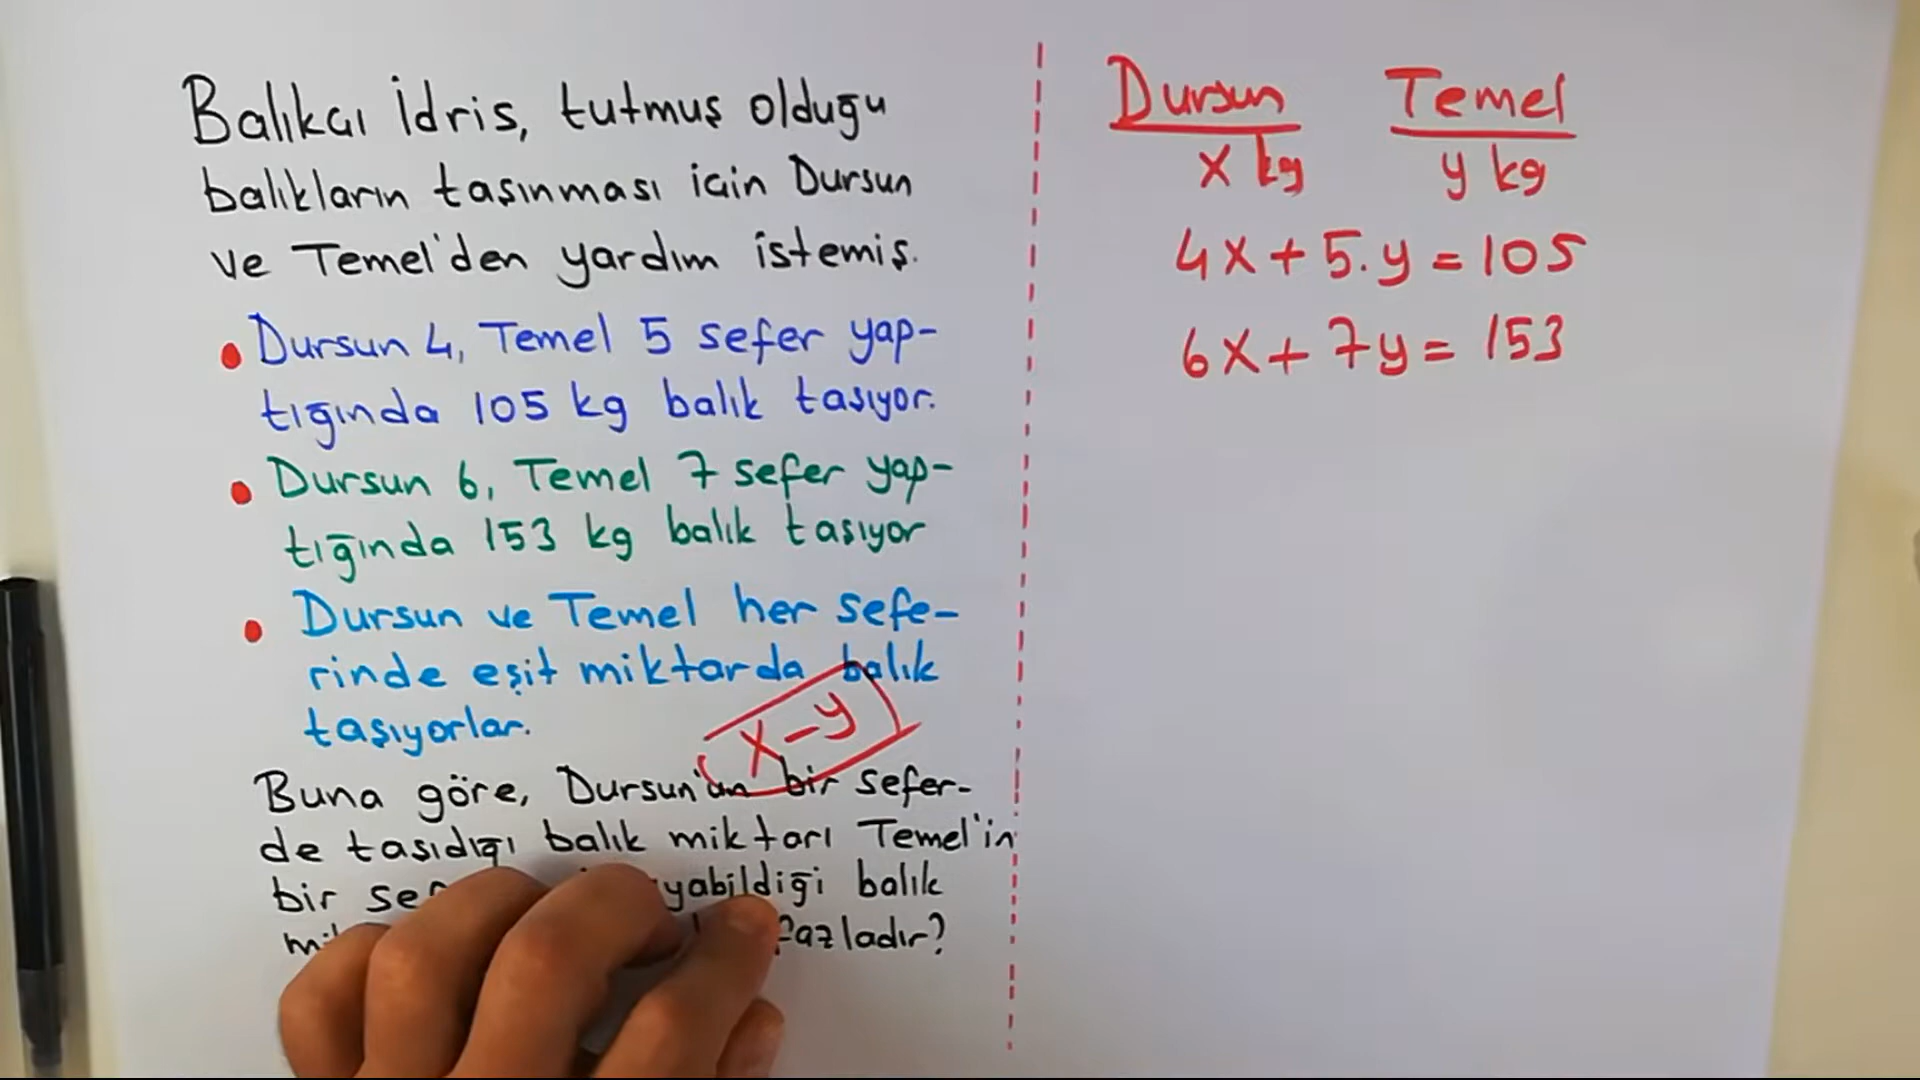 Balıkçı İdris, tutmuş olduğu
balıkların taşınması için Dursun
ve Temel'den yardım istemiş.
• Dursun 4, Temel 5 sefer yap-
tığında 105 kg balık taşıyor.
• Dursun 6, Temel 7 sefer yap-
tığında 153 kg balık taşıyor
• Dursun ve Temel her sefe-
rinde eşit miktarda balık
taşıyorlar.
x-y
Buna göre, Dursun'un bir sefer-
de taşıdığı balık miktarı Temel'in
bir balık
fazladır?
Dursun Temel
x kg y kg
4x+5.y=105
6x+7y=153